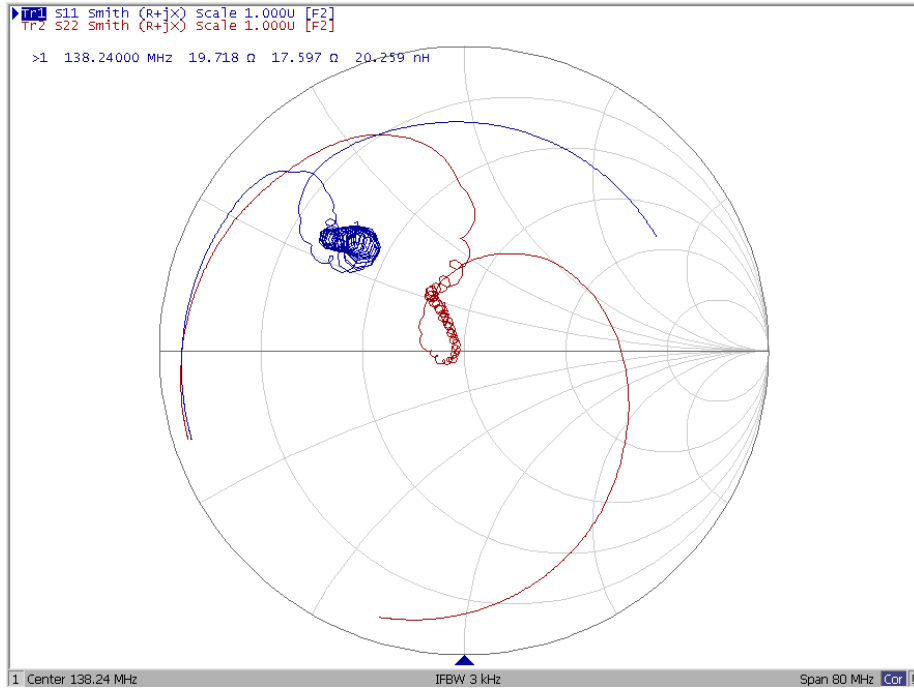 Tr1 S11 Smith (R+jX) Scale 1.000U [F2]
Tr2 S22 Smith (R+jX) Scale 1.000U [F2]
>1 138.24000 MHz 19.718 Ω 17.597 Ω 20.259 nH
1
1 Center 138.24 MHz IFBW 3 kHz Span 80 MHz Cor !